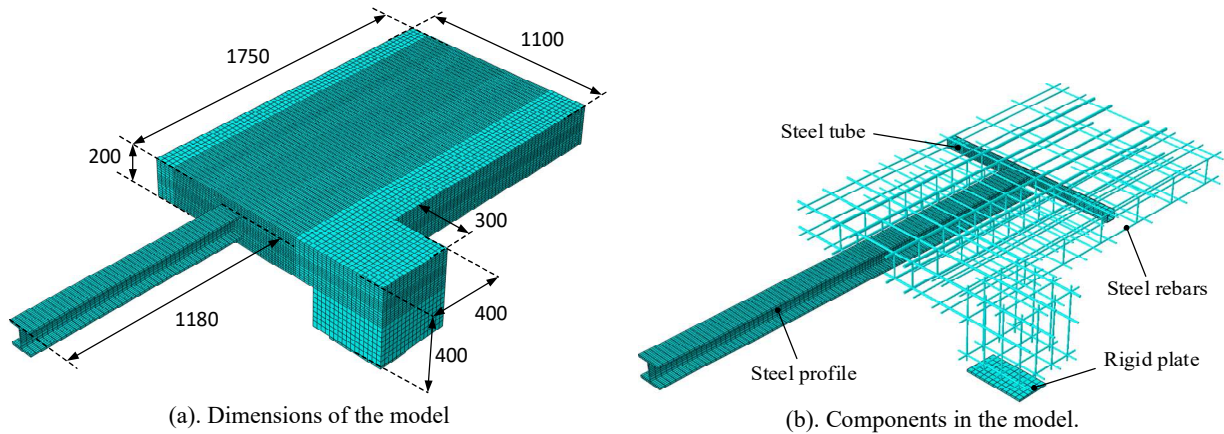 1750
1100
200
300
1180
400
400
(a). Dimensions of the model
Steel tube
Steel rebars
Steel profile
Rigid plate
(b). Components in the model.